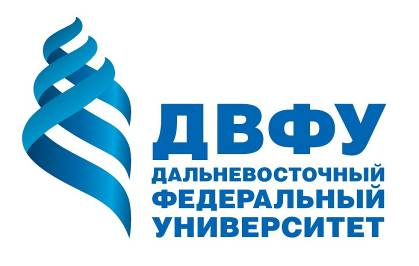 ДВФУ
ДАЛЬНЕВОСТОЧНЫЙ
ФЕДЕРАЛЬНЫЙ
УНИВЕРСИТЕТ